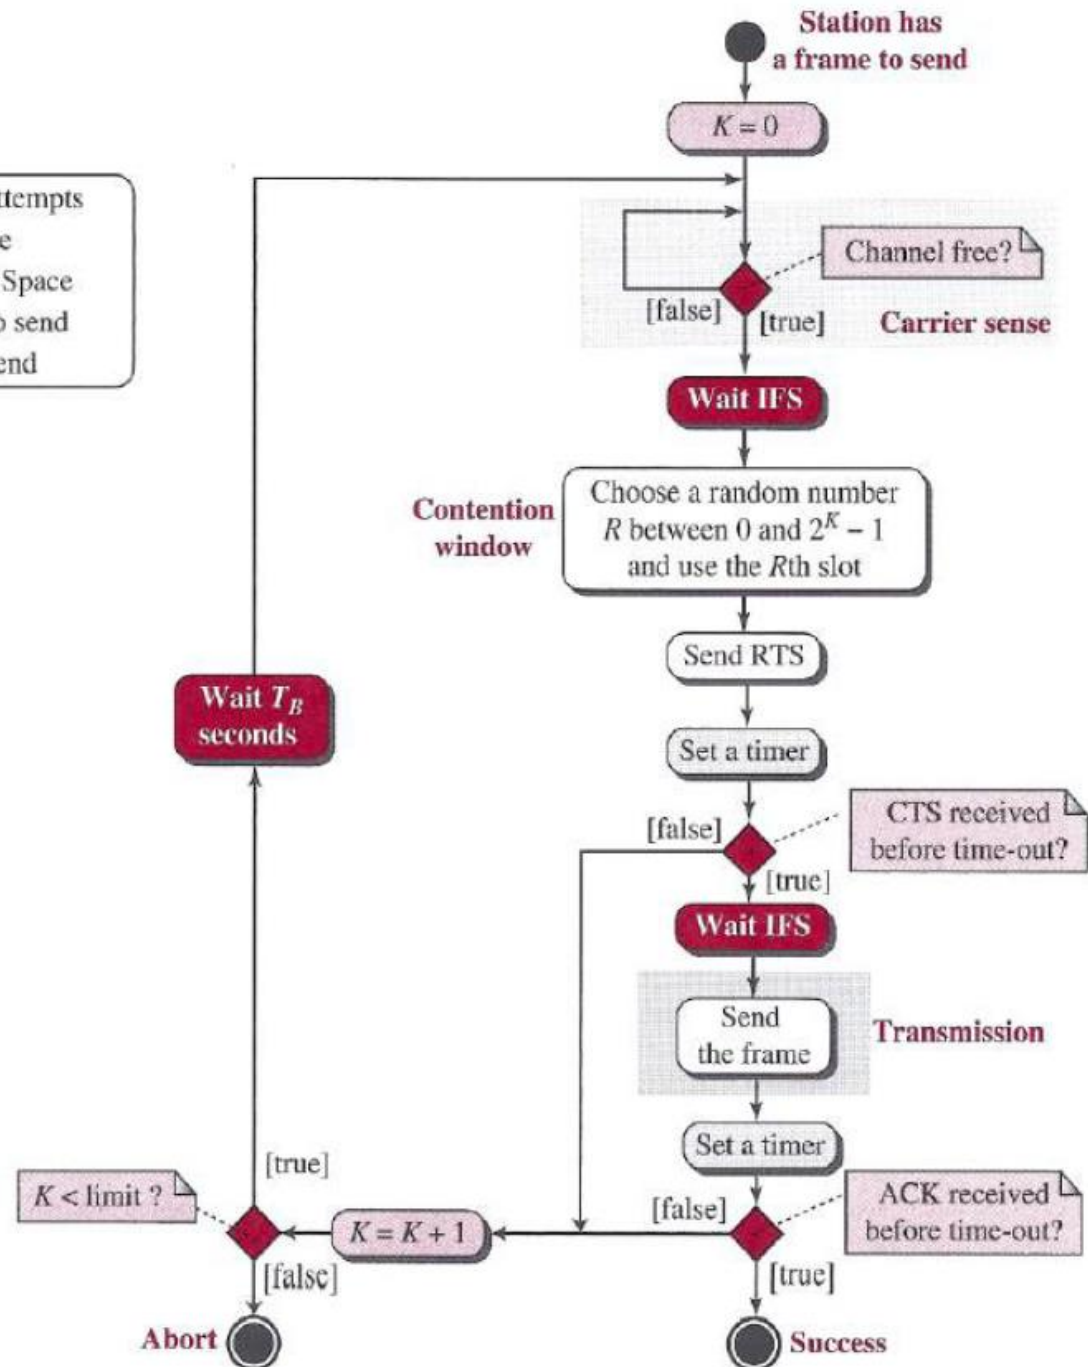 Station has
a frame to send
K = 0
Space
send
Channel free?
[false]
[true]
Carrier sense
Wait IFS
Contention
window
Choose a random number
R between 0 and 2^K − 1
and use the Rth slot
Send RTS
Wait T_B
seconds
Set a timer
CTS received
before time-out?
[false]
[true]
Wait IFS
Send
the frame
Transmission
Set a timer
[true]
K < limit ?
K = K + 1
[false]
ACK received
before time-out?
[false]
[true]
Abort
Success